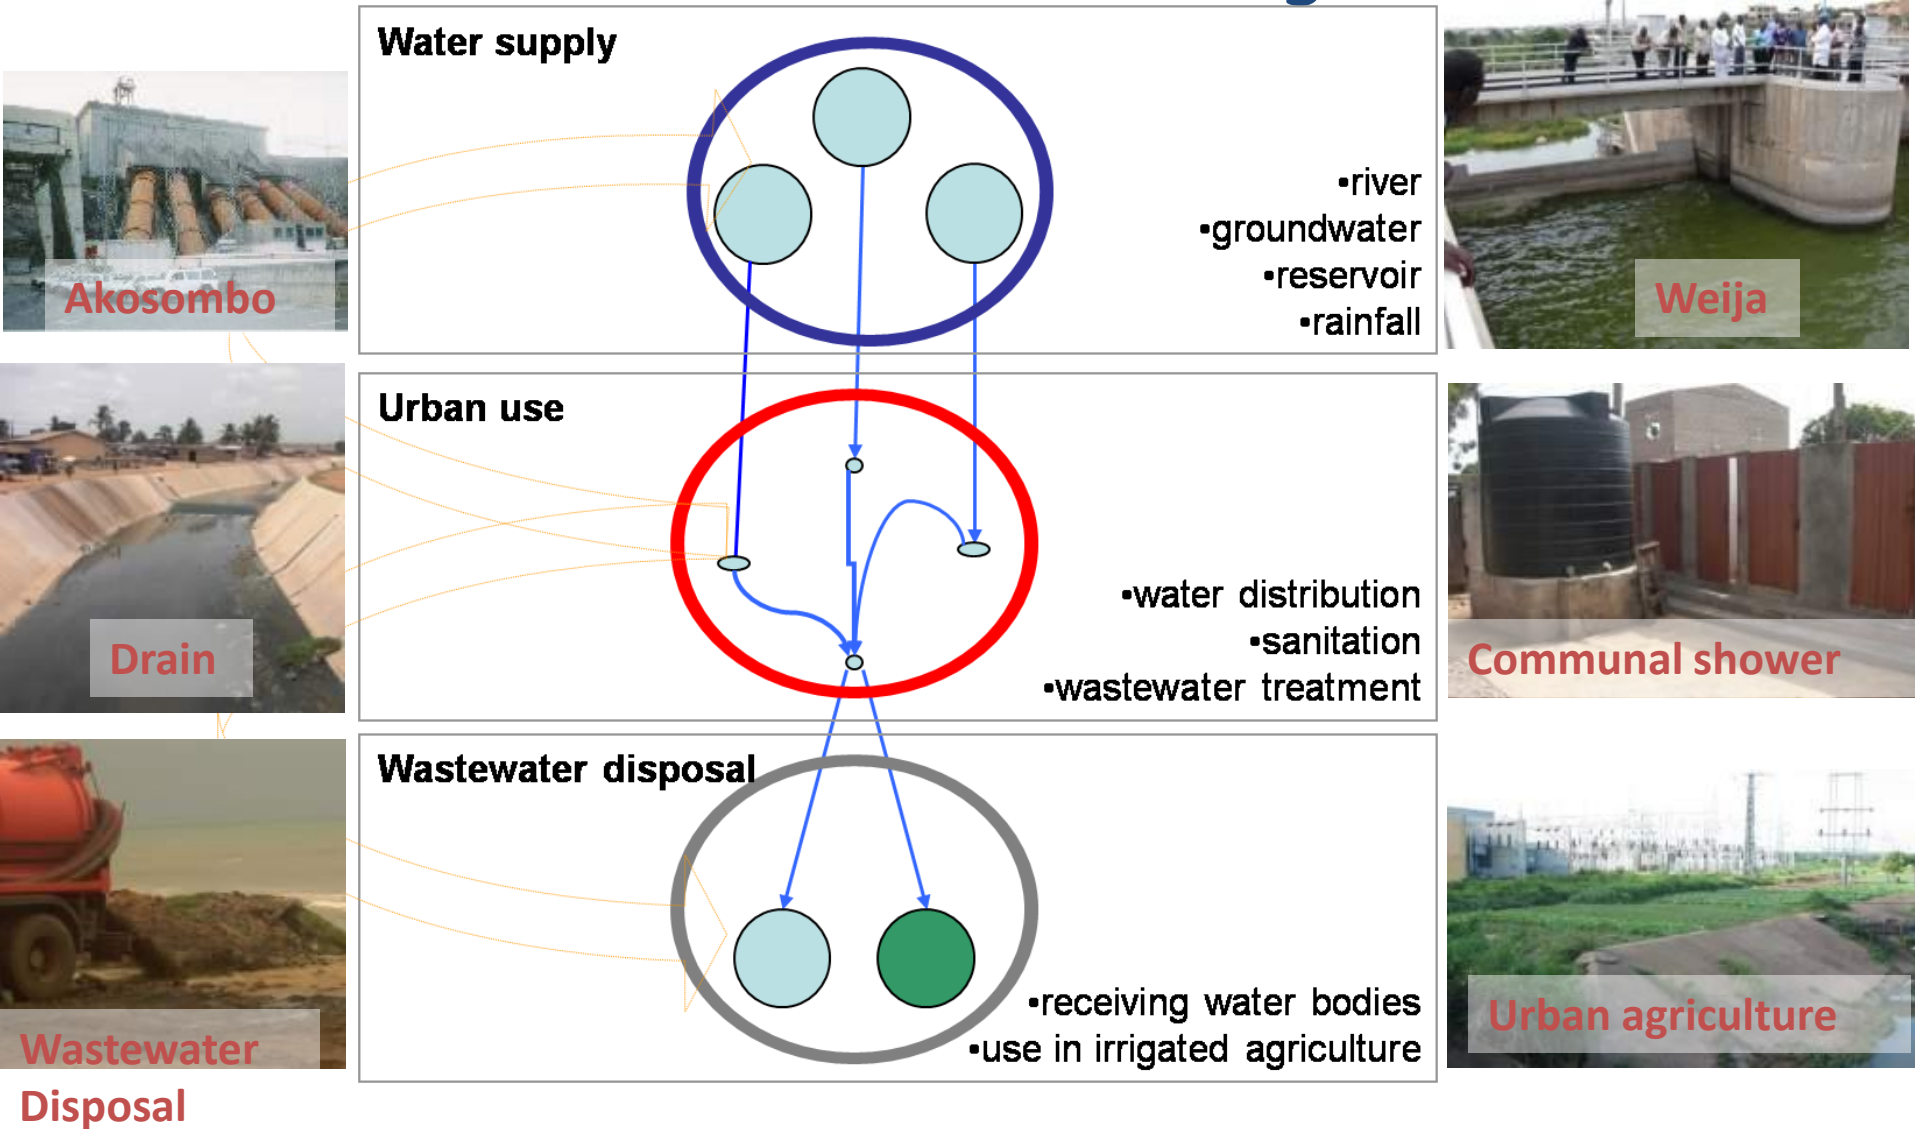 Water supply
•river
•groundwater
•reservoir
•rainfall
Akosombo
Weija
Urban use
•water distribution
•sanitation
•wastewater treatment
Drain
Communal shower
Wastewater disposal
•receiving water bodies
•use in irrigated agriculture
Wastewater
Disposal
Urban agriculture